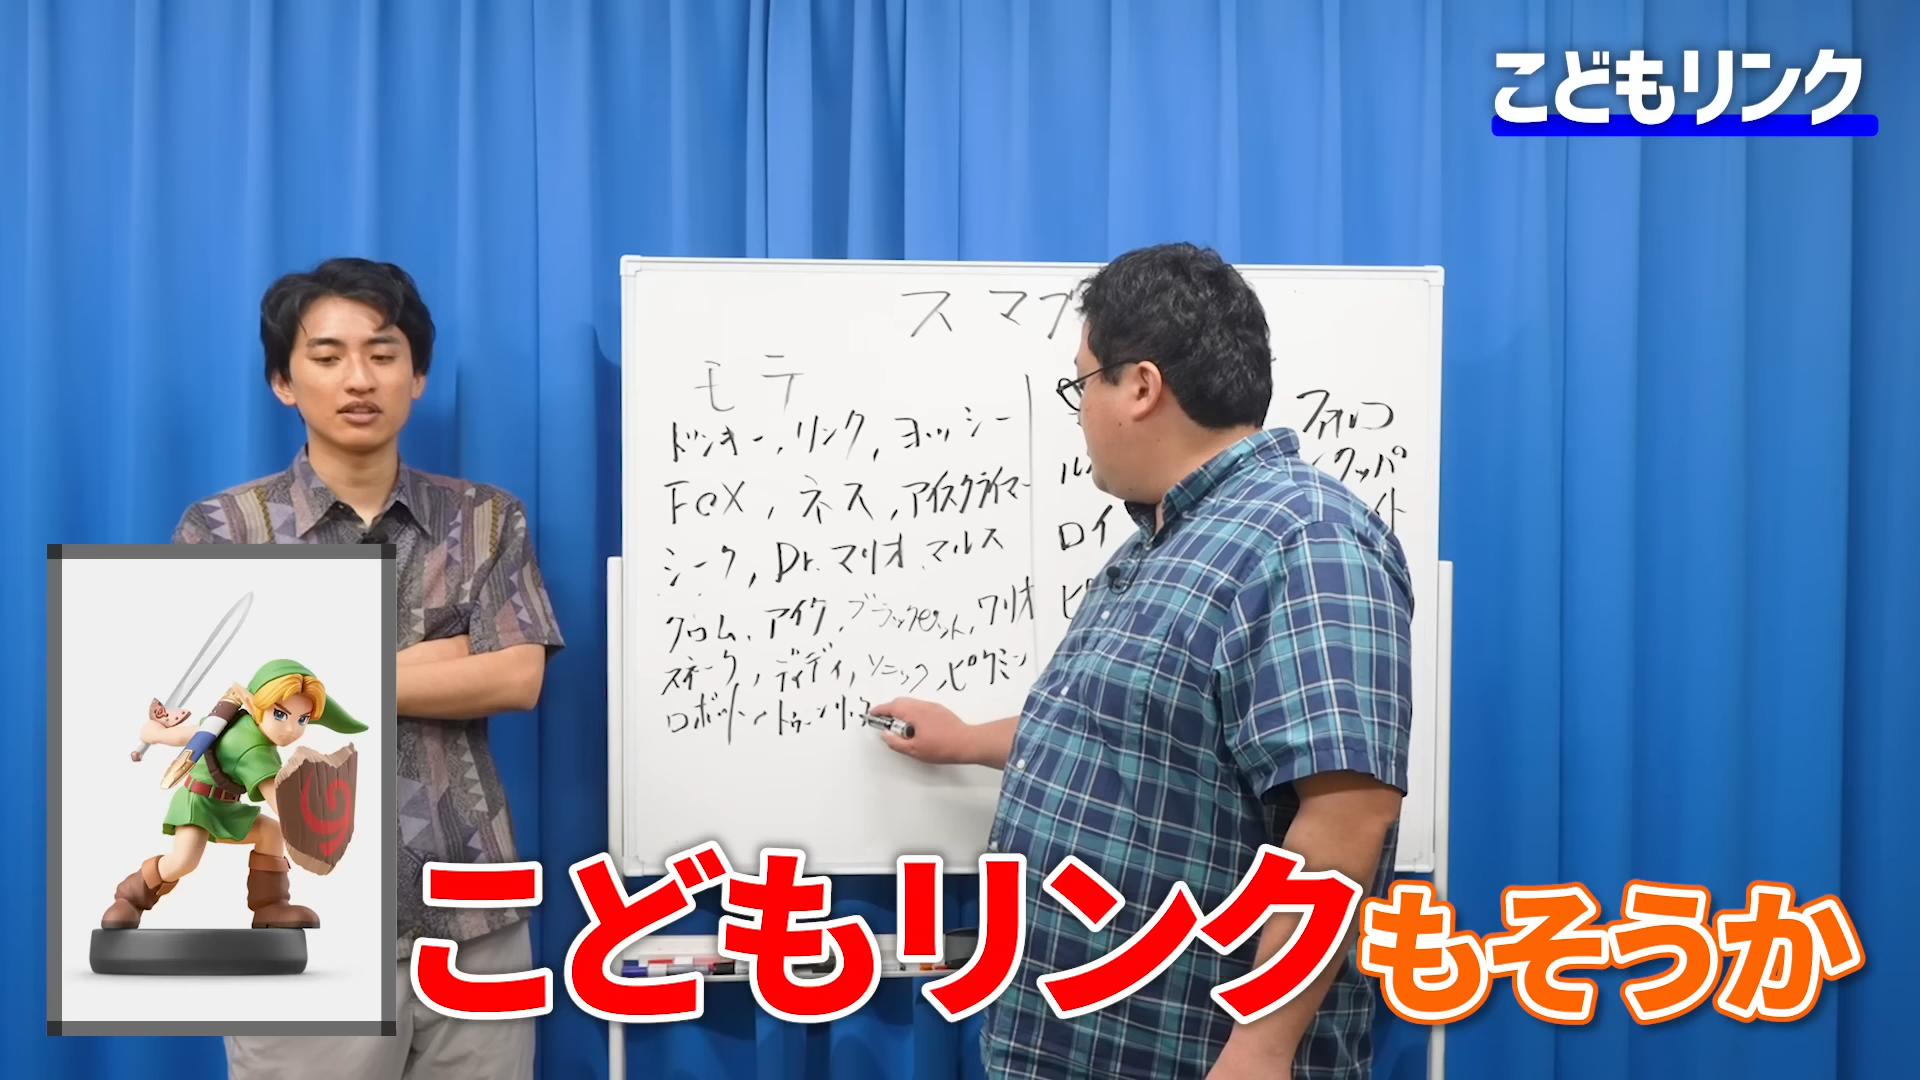 こどもリンク
スマブ
モテ
ドンキー,リンク,ヨッシー
FOX,ネス,アイスクライマー
シーク,Dr.マリオ,マルス
クロム,アイク,ブラックピット,ワリオ
スネーク,ディディ,ソニック,ピクミン
ロボット,トゥーンリンク
ファルコ
クッパ
ロイ
こどもリンクもそうか